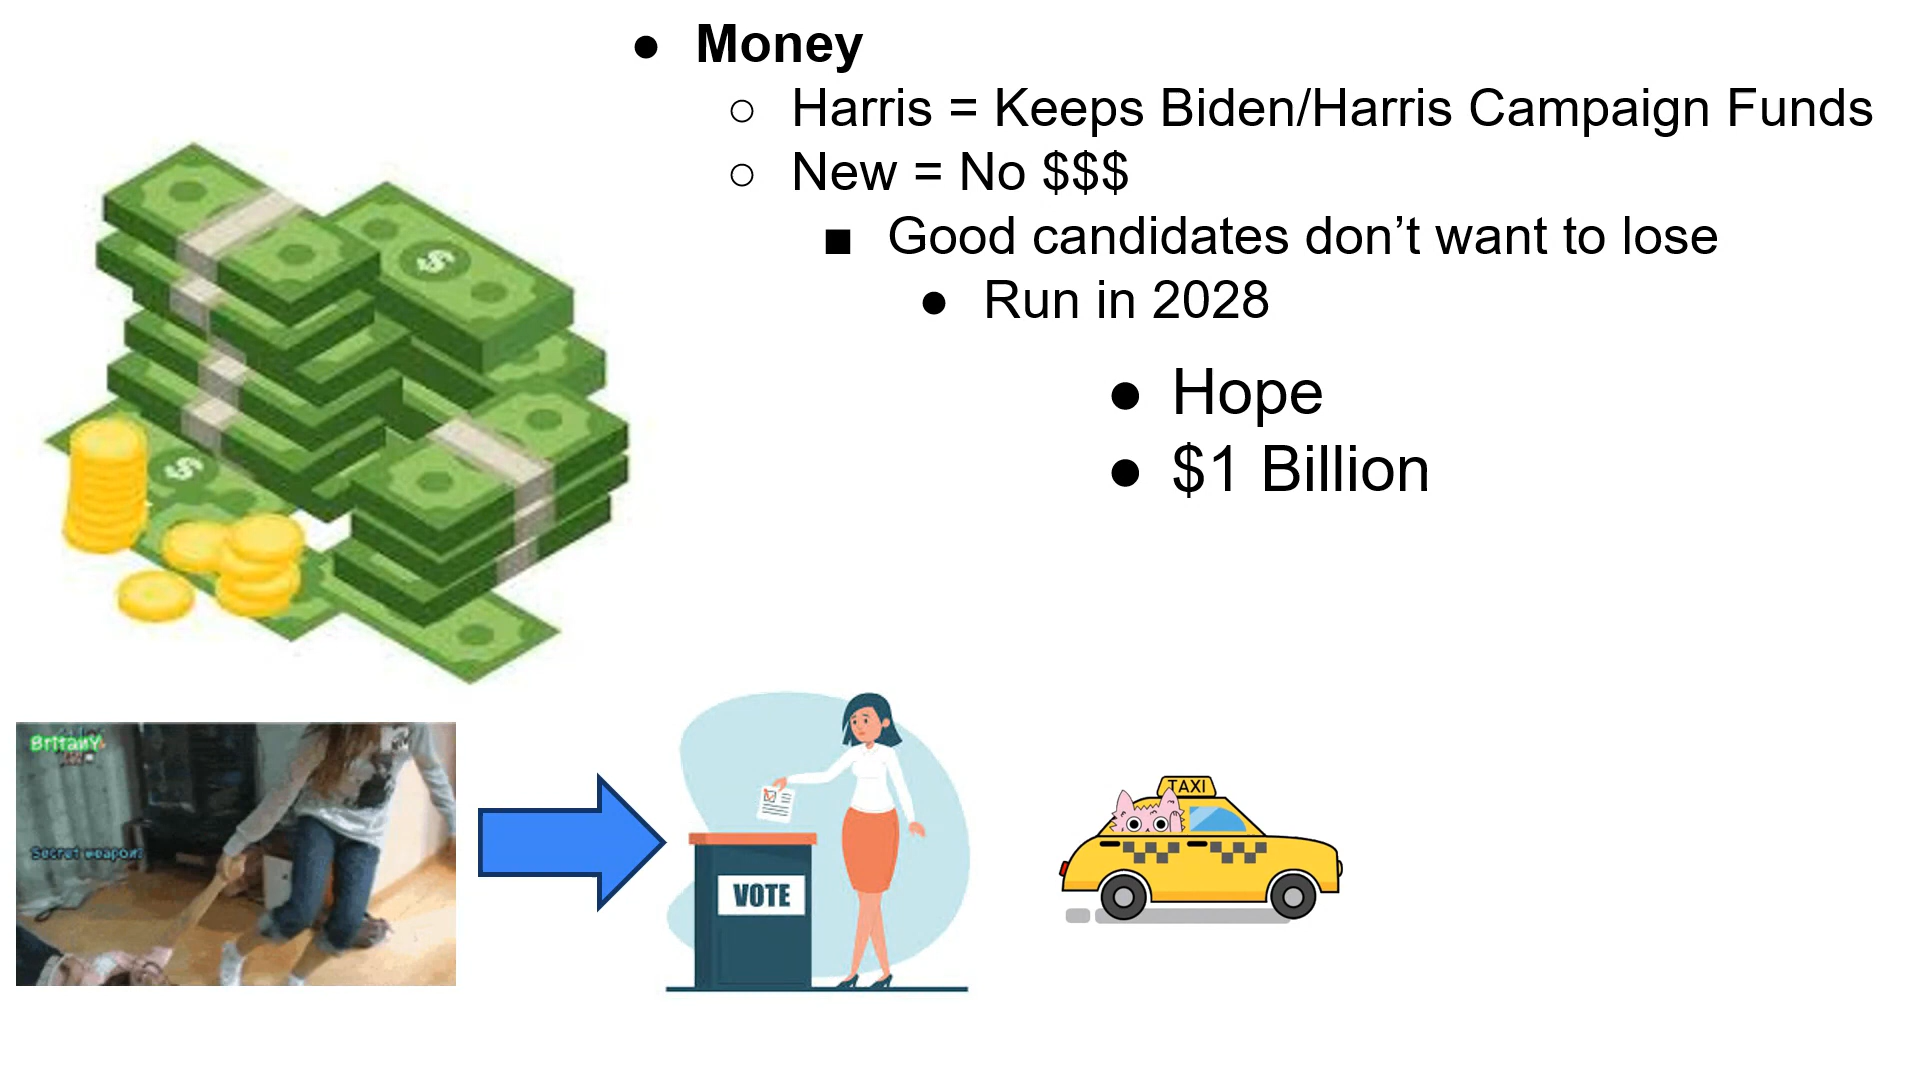 ● Money
○ Harris = Keeps Biden/Harris Campaign Funds
○ New = No $$$
■ Good candidates don’t want to lose
● Run in 2028
● Hope
● $1 Billion
$
$
BritanY
Secret weapon?
VOTE
TAXI